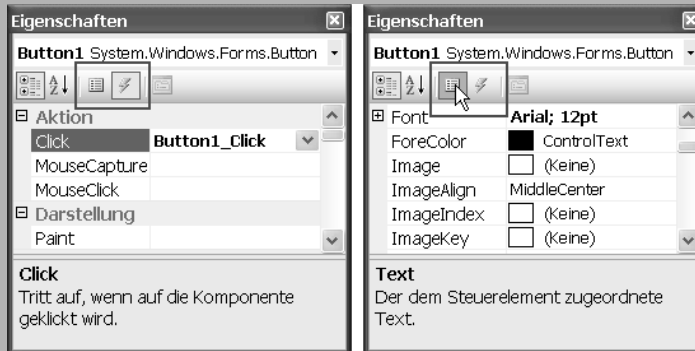 Eigenschaften
Button1 System.Windows.Forms.Button
Aktion
Click Button1_Click
MouseCapture
MouseClick
Darstellung
Paint
Click
Tritt auf, wenn auf die Komponente
geklickt wird.
Eigenschaften
Button1 System.Windows.Forms.Button
Font Arial; 12pt
ForeColor ControlText
Image (Keine)
ImageAlign MiddleCenter
ImageIndex (Keine)
ImageKey (Keine)
Text
Der dem Steuerelement zugeordnete
Text.